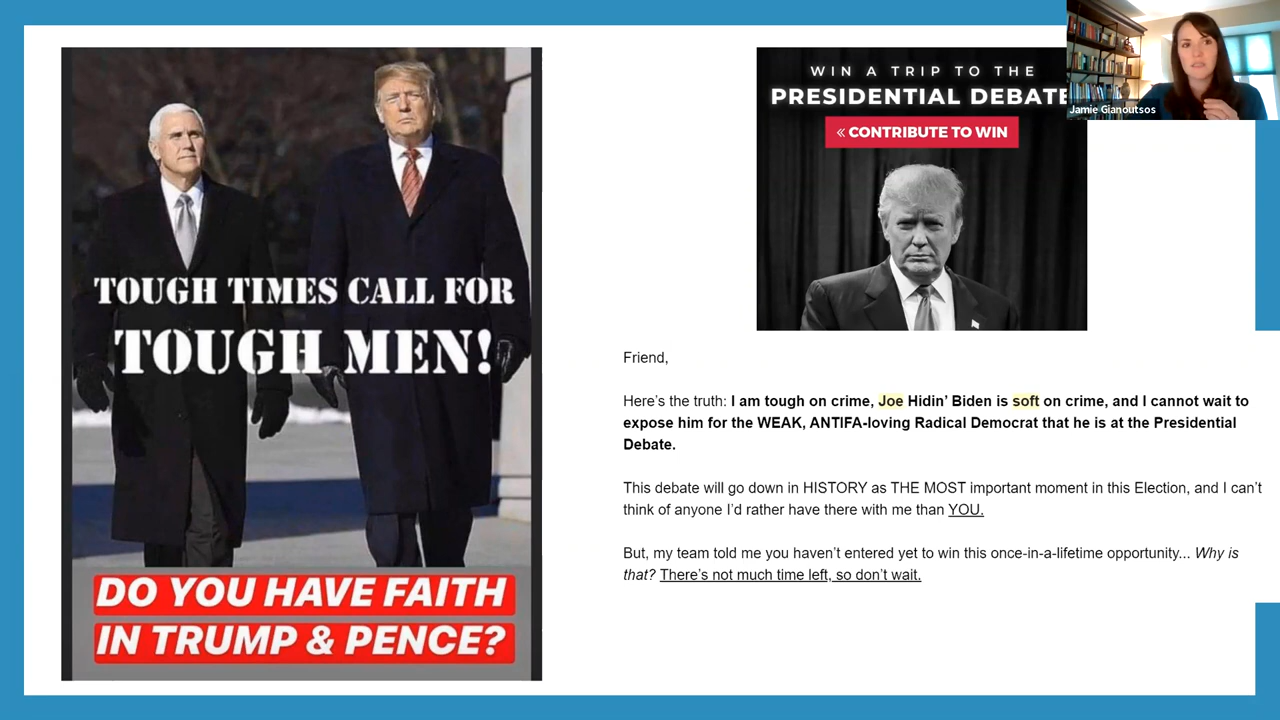 TOUGH TIMES CALL FOR
TOUGH MEN!
DO YOU HAVE FAITH
IN TRUMP & PENCE?
WIN A TRIP TO THE
PRESIDENTIAL DEBATE
« CONTRIBUTE TO WIN
Jamie Gianoutsos
Friend,
Here's the truth: I am tough on crime, Joe Hidin' Biden is soft on crime, and I cannot wait to
expose him for the WEAK, ANTIFA-loving Radical Democrat that he is at the Presidential
Debate.
This debate will go down in HISTORY as THE MOST important moment in this Election, and I can't
think of anyone I'd rather have there with me than YOU.
But, my team told me you haven't entered yet to win this once-in-a-lifetime opportunity... Why is
that? There's not much time left, so don't wait.